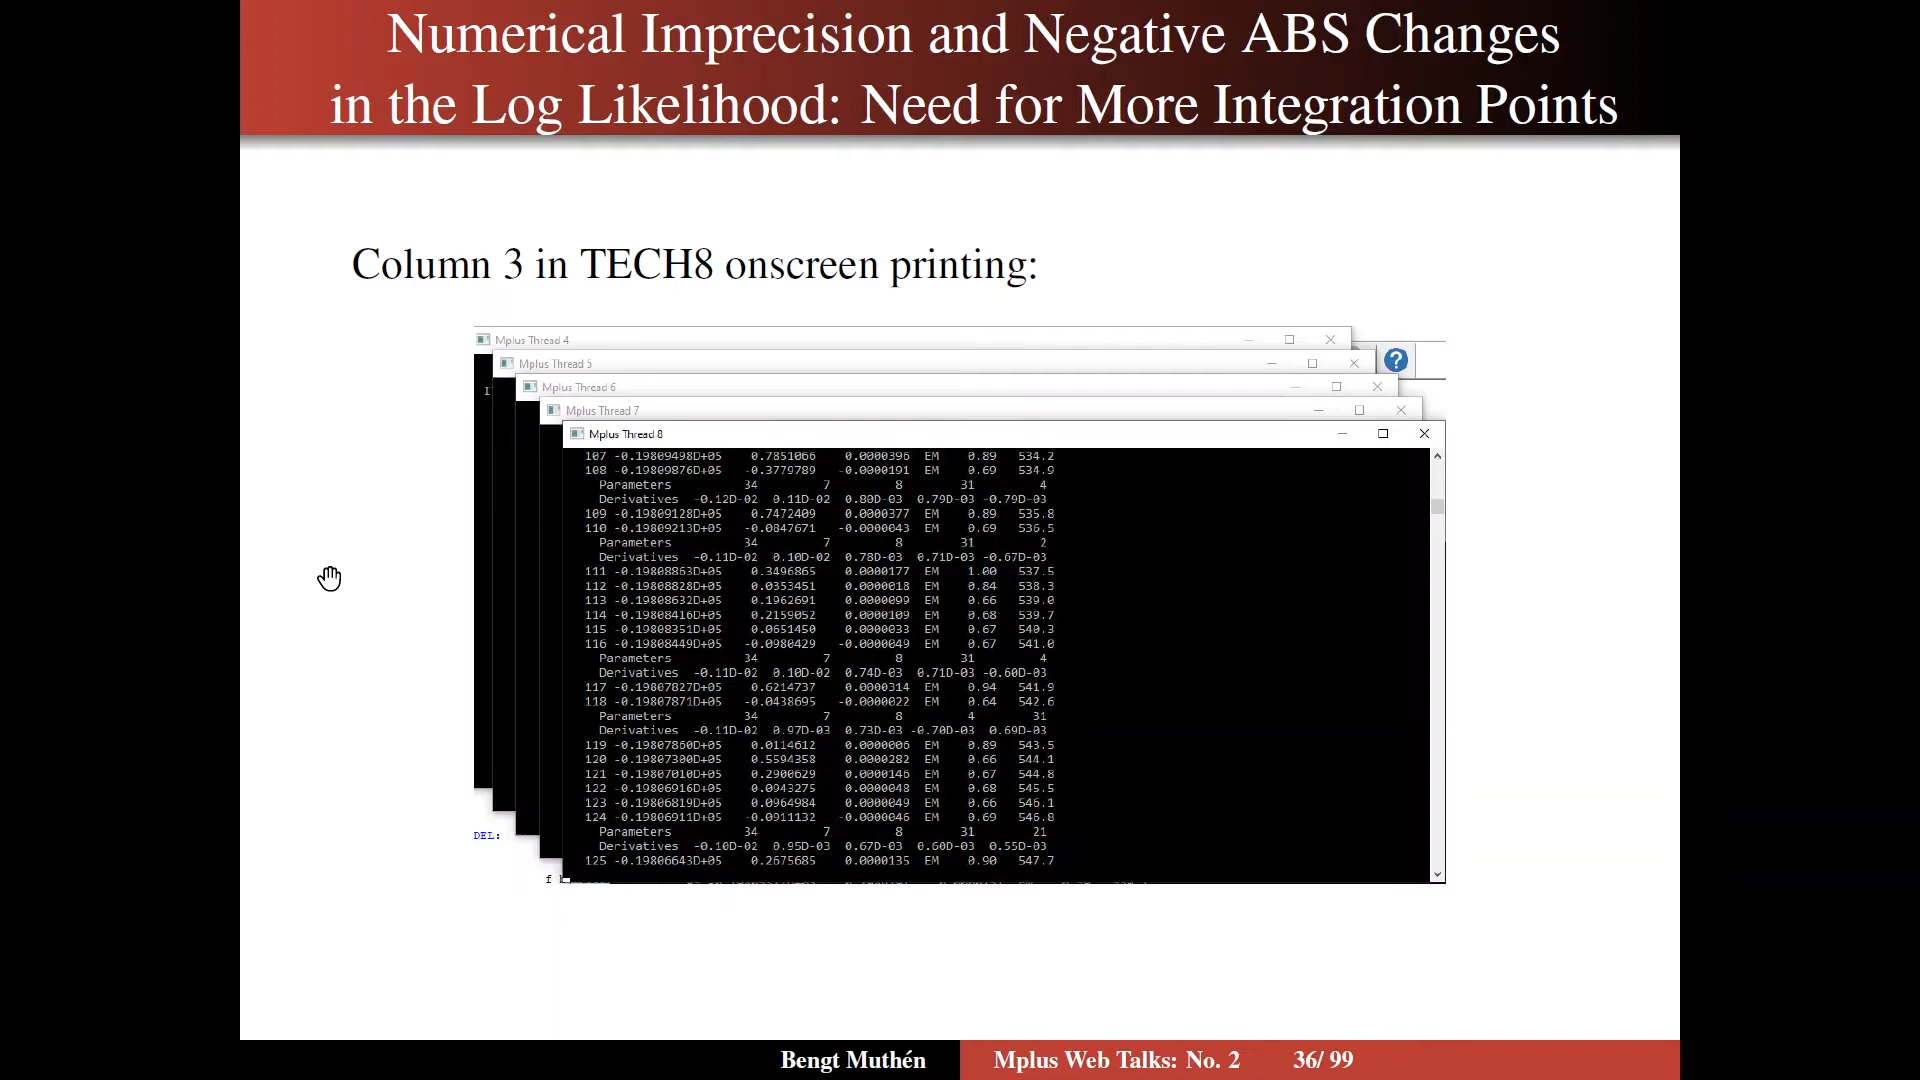 Numerical Imprecision and Negative ABS Changes
in the Log Likelihood: Need for More Integration Points
Column 3 in TECH8 onscreen printing:
Mplus Thread 4
Mplus Thread 5
Mplus Thread 6
Mplus Thread 7
Mplus Thread 8
107 -0.19809498D+05 0.7851066 0.0000396 EM 0.89 534.2
108 -0.19809876D+05 -0.3779789 -0.0000191 EM 0.69 534.9
Parameters 34 7 8 31 4
Derivatives -0.12D-02 0.11D-02 0.80D-03 0.79D-03 -0.79D-03
109 -0.19809128D+05 0.7472409 0.0000377 EM 0.89 535.8
110 -0.19809213D+05 -0.0847671 -0.0000043 EM 0.69 536.5
Parameters 34 7 8 31 2
Derivatives -0.11D-02 0.10D-02 0.78D-03 0.71D-03 -0.67D-03
111 -0.19808863D+05 0.3496865 0.0000177 EM 1.00 537.5
112 -0.19808828D+05 0.0353451 0.0000018 EM 0.84 538.3
113 -0.19808632D+05 0.1962691 0.0000099 EM 0.66 539.0
114 -0.19808416D+05 0.2159052 0.0000109 EM 0.68 539.7
115 -0.19808351D+05 0.0651450 0.0000033 EM 0.67 540.3
116 -0.19808449D+05 -0.0980429 -0.0000049 EM 0.67 541.0
Parameters 34 7 8 31 4
Derivatives -0.11D-02 0.10D-02 0.74D-03 0.71D-03 -0.60D-03
117 -0.19807827D+05 0.6214737 0.0000314 EM 0.94 541.9
118 -0.19807871D+05 -0.0438695 -0.0000022 EM 0.64 542.6
Parameters 34 7 8 4 31
Derivatives -0.11D-02 0.97D-03 0.73D-03 -0.70D-03 0.69D-03
119 -0.19807860D+05 0.0114612 0.0000006 EM 0.89 543.5
120 -0.19807300D+05 0.5594358 0.0000282 EM 0.66 544.1
121 -0.19807010D+05 0.2900629 0.0000146 EM 0.67 544.8
122 -0.19806916D+05 0.0943275 0.0000048 EM 0.68 545.5
123 -0.19806819D+05 0.0964984 0.0000049 EM 0.66 546.1
124 -0.19806911D+05 -0.0911132 -0.0000046 EM 0.69 546.8
Parameters 34 7 8 31 21
Derivatives -0.10D-02 0.95D-03 0.67D-03 0.60D-03 0.55D-03
125 -0.19806643D+05 0.2675685 0.0000135 EM 0.90 547.7
DEL:
Bengt Muthén Mplus Web Talks: No. 2 36/ 99